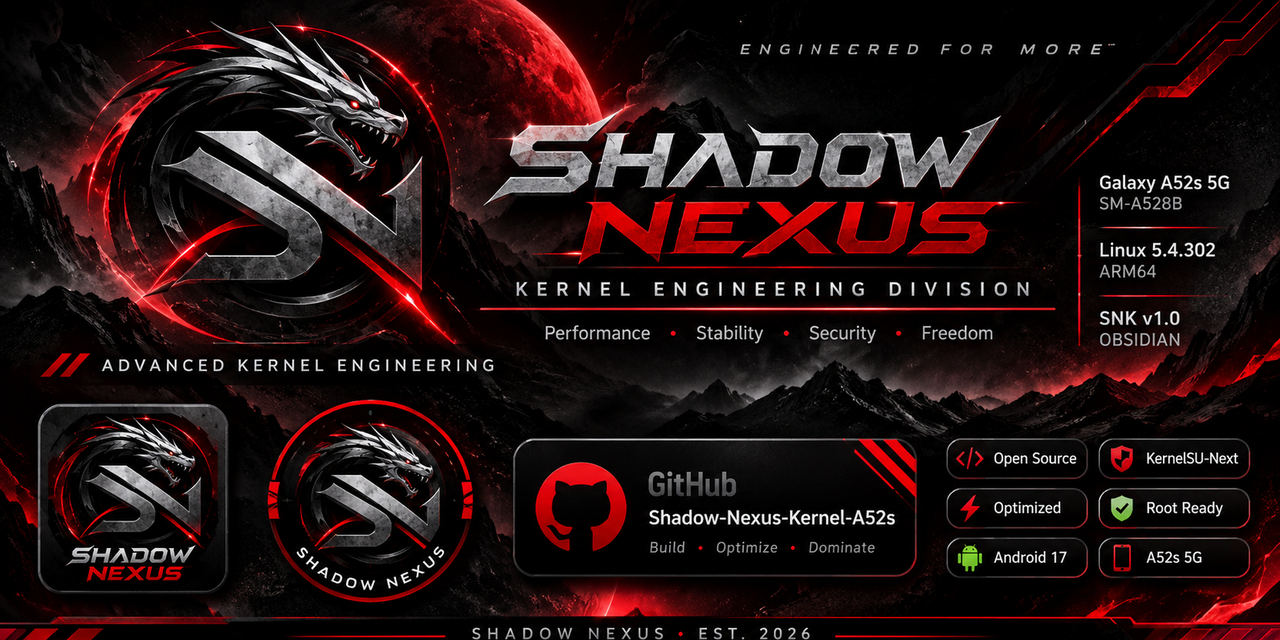 ENGINEERED FOR MORE
SHADOW
NEXUS
KERNEL ENGINEERING DIVISION
Performance • Stability • Security • Freedom
Galaxy A52s 5G
SM-A528B
Linux 5.4.302
ARM64
SNK v1.0
OBSIDIAN
ADVANCED KERNEL ENGINEERING
SN
SHADOW
NEXUS
SHADOW NEXUS
GitHub
Shadow-Nexus-Kernel-A52s
Build • Optimize • Dominate
</> Open Source
KernelSU-Next
Optimized
Root Ready
Android 17
A52s 5G
SHADOW NEXUS • EST. 2026